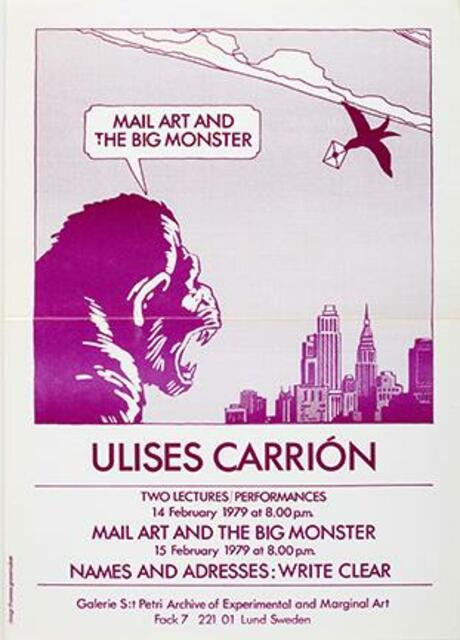 MAIL ART AND
THE BIG MONSTER
ULISES CARRIÓN
TWO LECTURES/PERFORMANCES
14 February 1979 at 8.00 p.m.
MAIL ART AND THE BIG MONSTER
15 February 1979 at 8.00 p.m.
NAMES AND ADRESSES: WRITE CLEAR
Galerie S:t Petri Archive of Experimental and Marginal Art
Fack 7 221 01 Lund Sweden